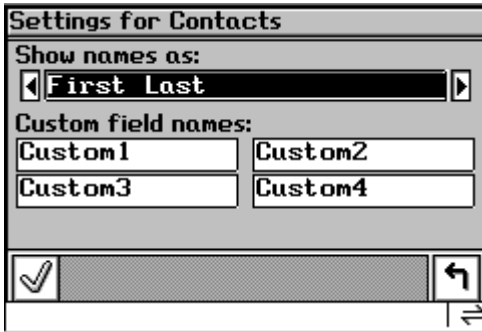 Settings for Contacts
Show names as:
First Last
Custom field names:
Custom1 Custom2
Custom3 Custom4